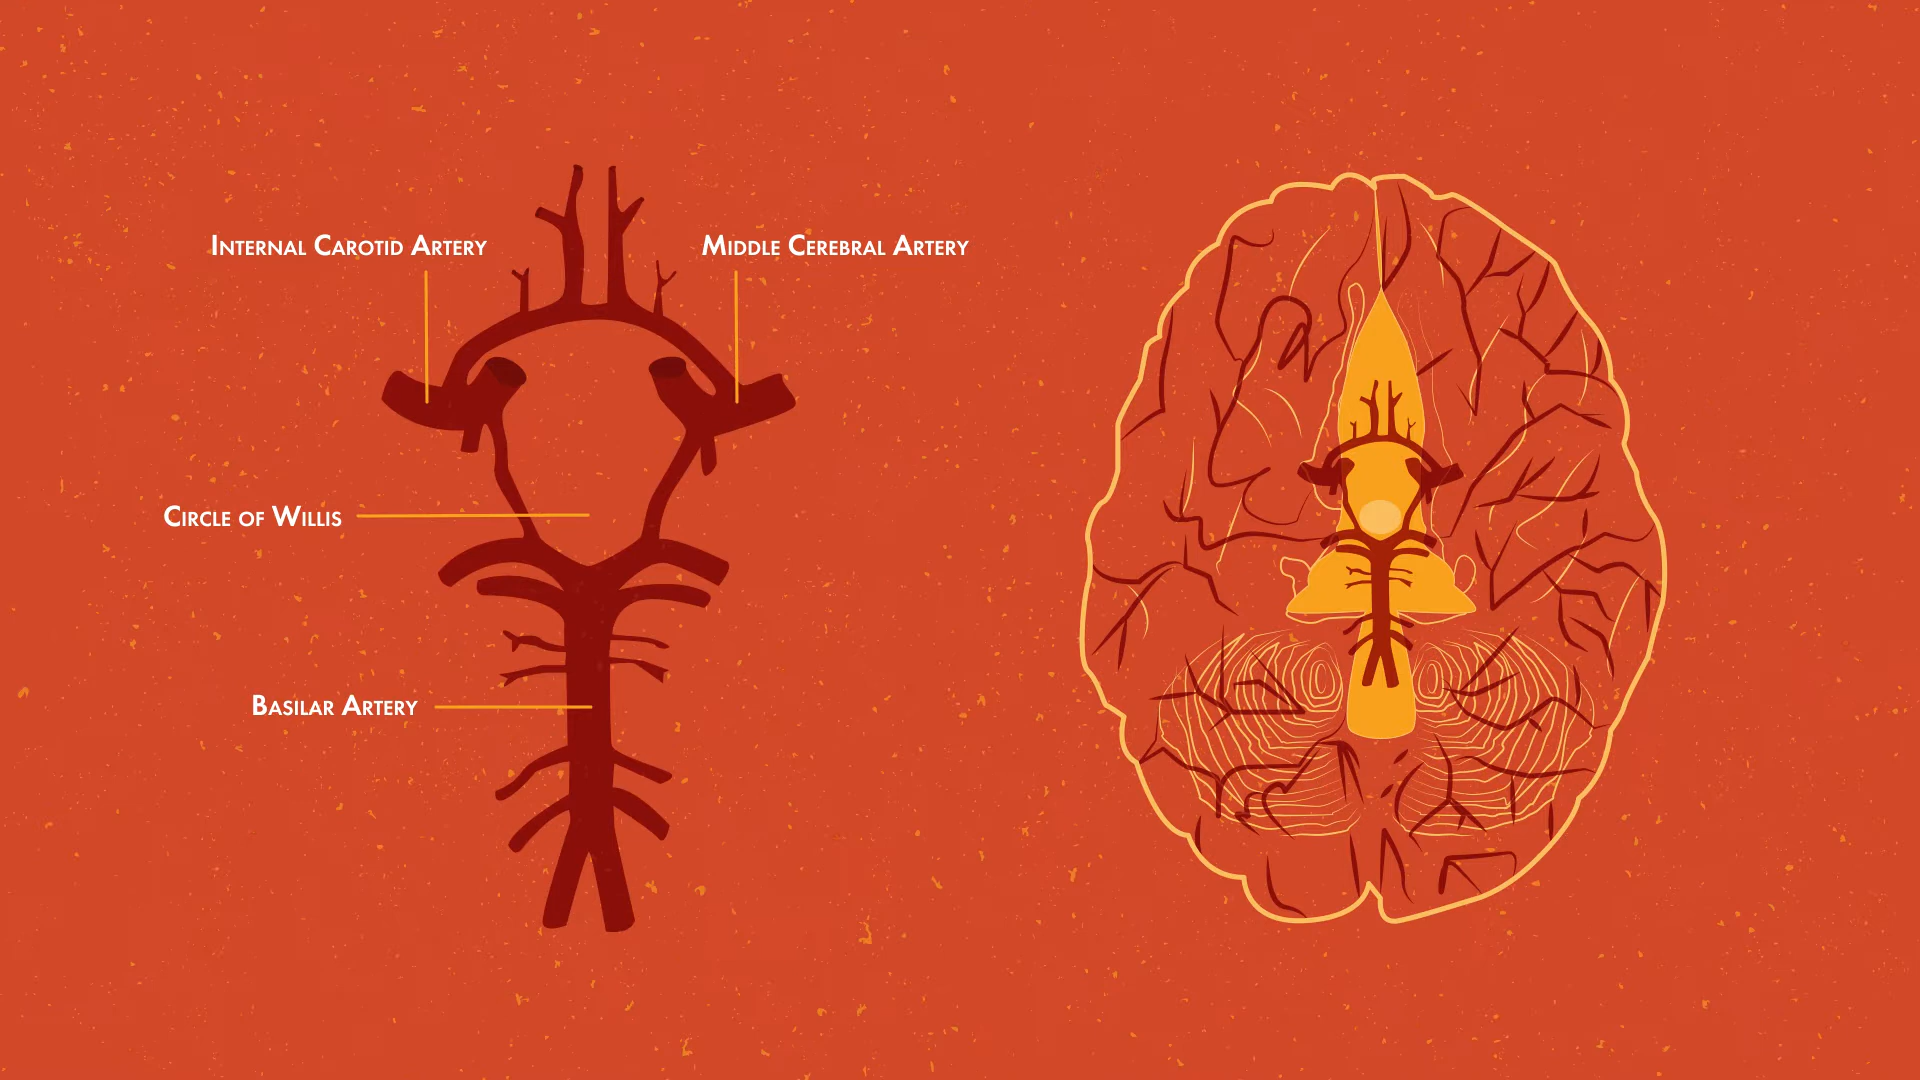 Internal Carotid Artery
Middle Cerebral Artery
Circle of Willis
Basilar Artery